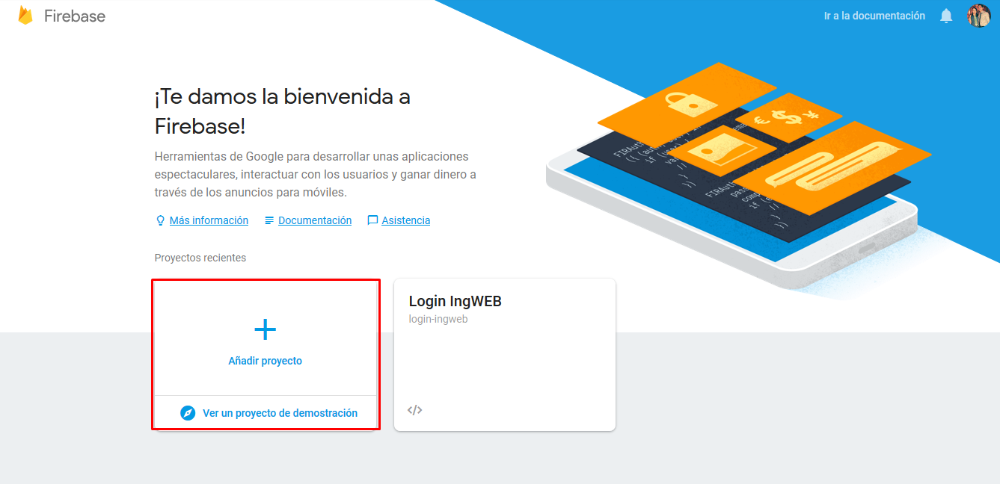 Firebase
Ir a la documentación
¡Te damos la bienvenida a
Firebase!
Herramientas de Google para desarrollar unas aplicaciones
espectaculares, interactuar con los usuarios y ganar dinero a
través de los anuncios para móviles.
Más información
Documentación
Asistencia
Proyectos recientes
Añadir proyecto
Ver un proyecto de demostración
Login IngWEB
login-ingweb